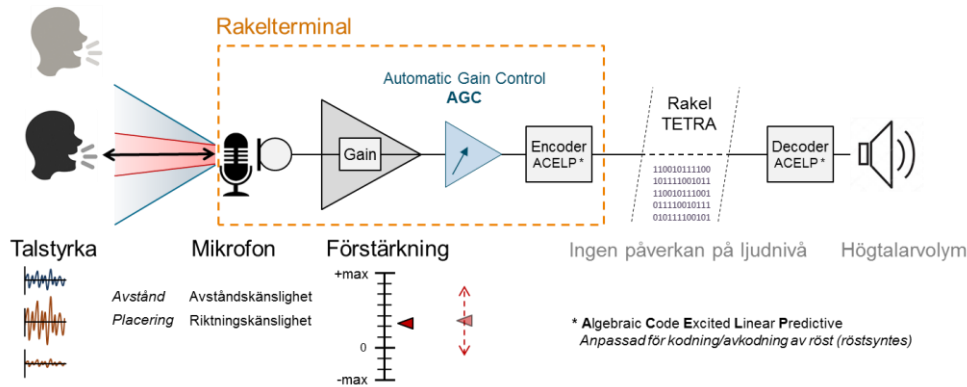 Rakelterminal
Automatic Gain Control
AGC
Rakel
TETRA
Gain
Encoder
ACELP *
Decoder
ACELP *
110010111100
101111001011
110010111001
011110010111
010111100101
Talstyrka
Mikrofon
Förstärkning
Ingen påverkan på ljudnivå
Högtalarvolym
+max
0
-max
Avstånd
Avståndskänslighet
Placering
Riktningskänslighet
* Algebraic Code Excited Linear Predictive
Anpassad för kodning/avkodning av röst (röstsyntes)